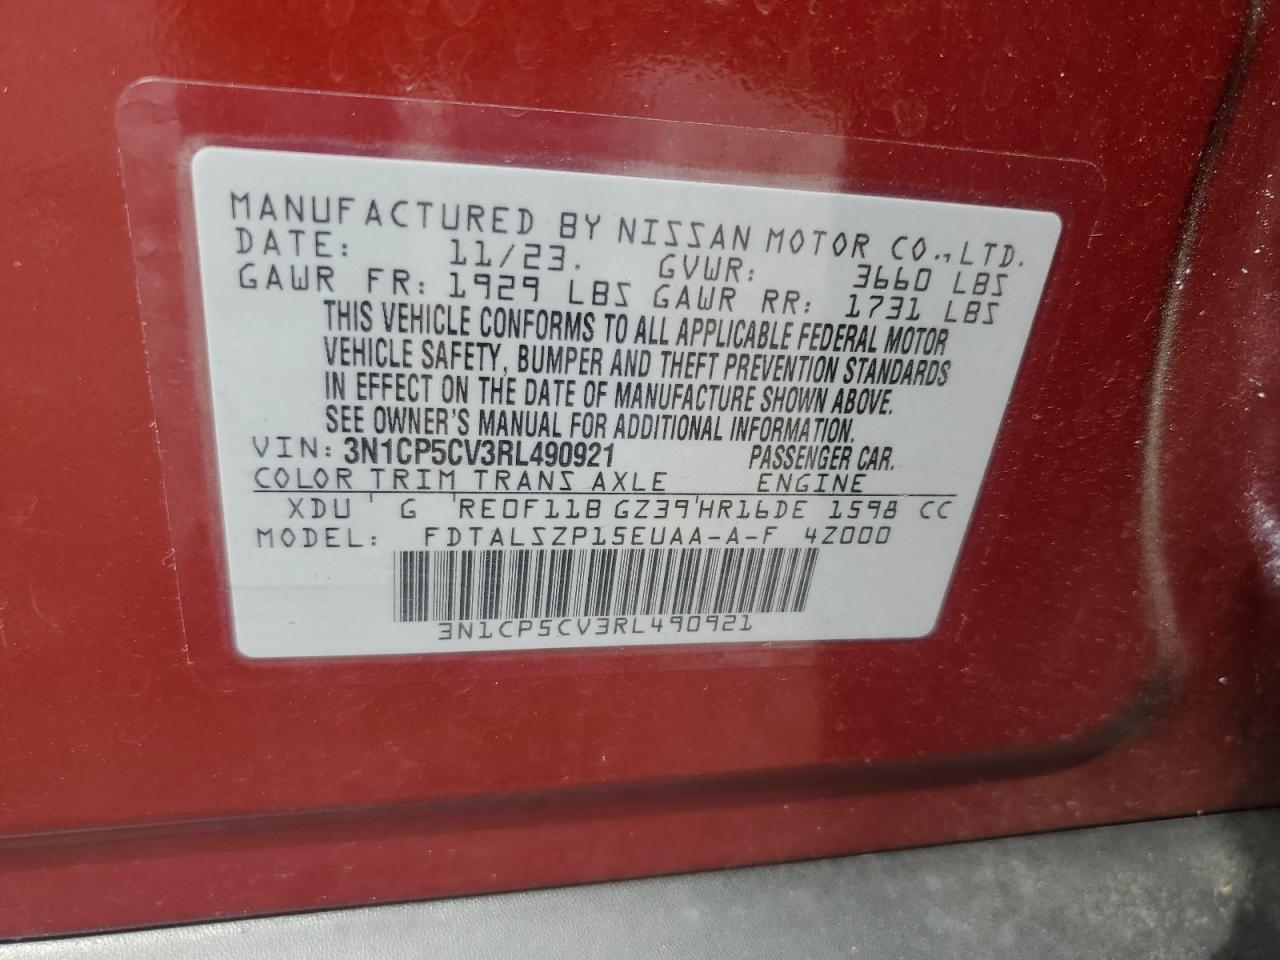 MANUFACTURED BY NISSAN MOTOR CO.,LTD.
DATE: 11/23. GVWR: 3660 LBS
GAWR FR: 1929 LBS GAWR RR: 1731 LBS
THIS VEHICLE CONFORMS TO ALL APPLICABLE FEDERAL MOTOR
VEHICLE SAFETY, BUMPER AND THEFT PREVENTION STANDARDS
IN EFFECT ON THE DATE OF MANUFACTURE SHOWN ABOVE.
SEE OWNER'S MANUAL FOR ADDITIONAL INFORMATION.
VIN: 3N1CP5CV3RL490921 PASSENGER CAR.
COLOR TRIM TRANS AXLE ENGINE
XDU ' G 'RE0F11B GZ39'HR16DE 1598 CC
MODEL: FDTALSZP15EUAA-A-F 4Z000
3N1CP5CV3RL490921